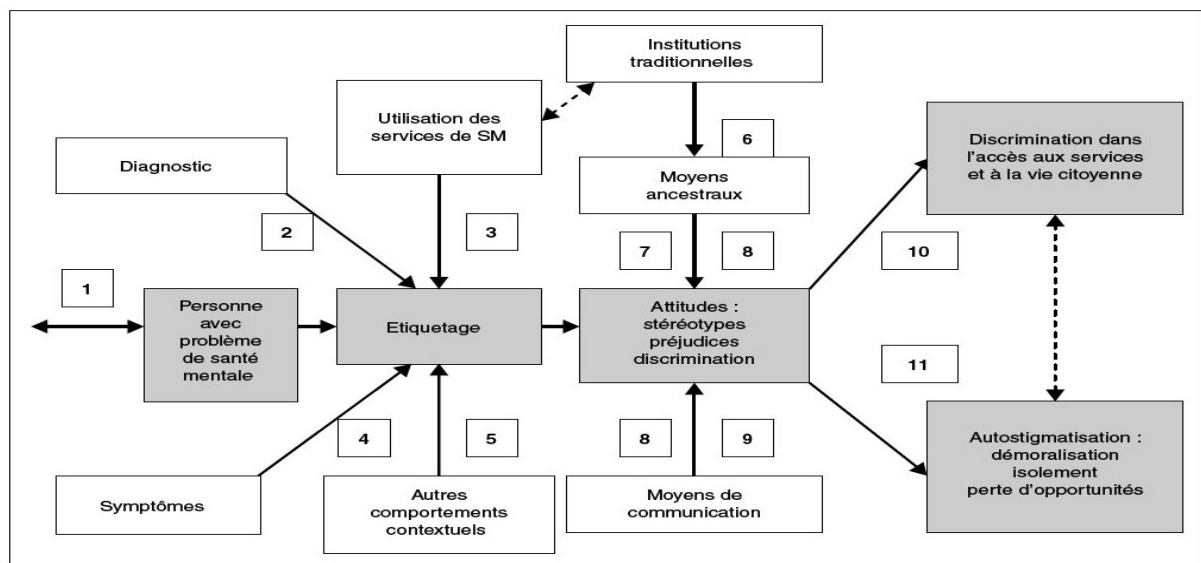 Institutions
traditionnelles
Utilisation des
services de SM
Diagnostic
6
Moyens
ancestraux
Discrimination dans
l'accès aux services
et à la vie citoyenne
2
3
7
8
10
1
Personne
avec
problème
de santé
mentale
Etiquetage
Attitudes :
stéréotypes
préjudices
discrimination
11
4
5
8
9
Symptômes
Autres
comportements
contextuels
Moyens de
communication
Autostigmatisation :
démoralisation
isolement
perte d'opportunités